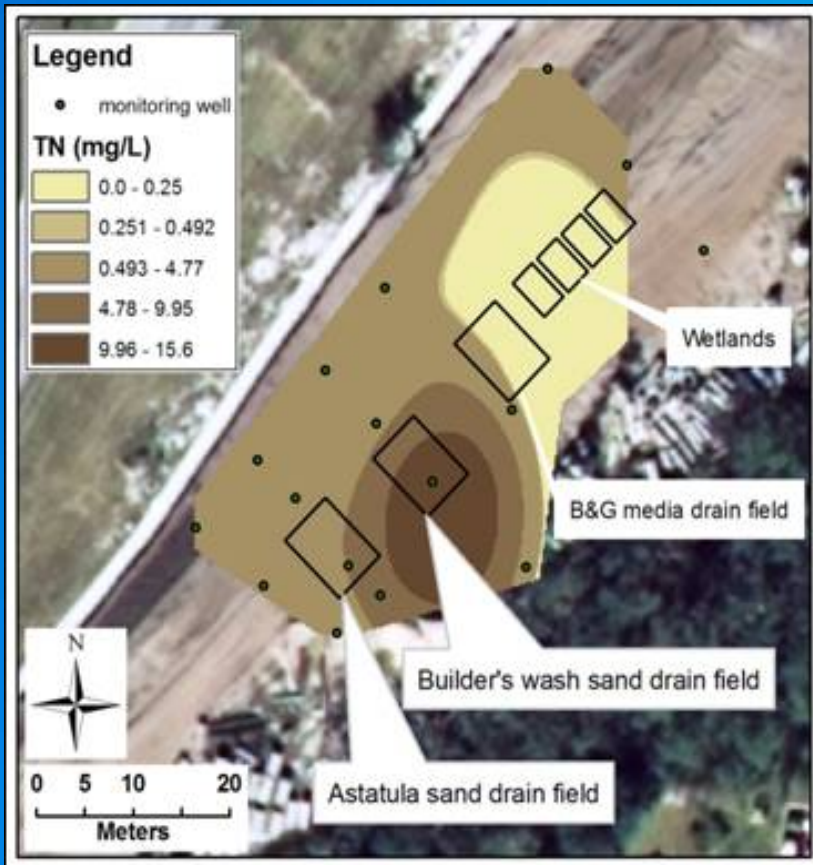 Legend
monitoring well
TN (mg/L)
0.0 - 0.25
0.251 - 0.492
0.493 - 4.77
4.78 - 9.95
9.96 - 15.6
Wetlands
B&G media drain field
Builder's wash sand drain field
Astatula sand drain field
N
0 5 10 20
Meters